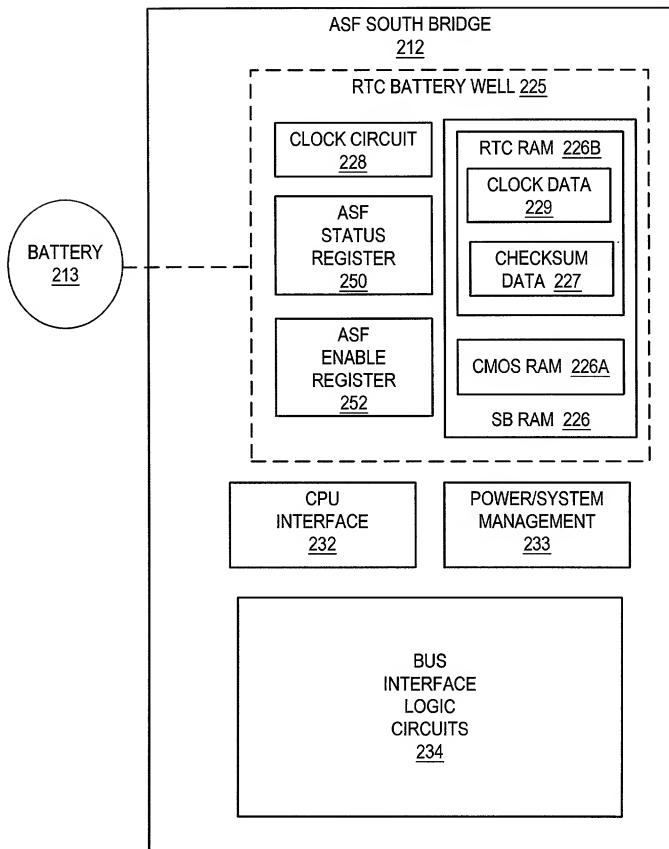 ASF SOUTH BRIDGE
212
RTC BATTERY WELL 225
CLOCK CIRCUIT
228
ASF
STATUS
REGISTER
250
ASF
ENABLE
REGISTER
252
RTC RAM 226B
CLOCK DATA
229
CHECKSUM
DATA 227
CMOS RAM 226A
SB RAM 226
BATTERY
213
CPU
INTERFACE
232
POWER/SYSTEM
MANAGEMENT
233
BUS
INTERFACE
LOGIC
CIRCUITS
234